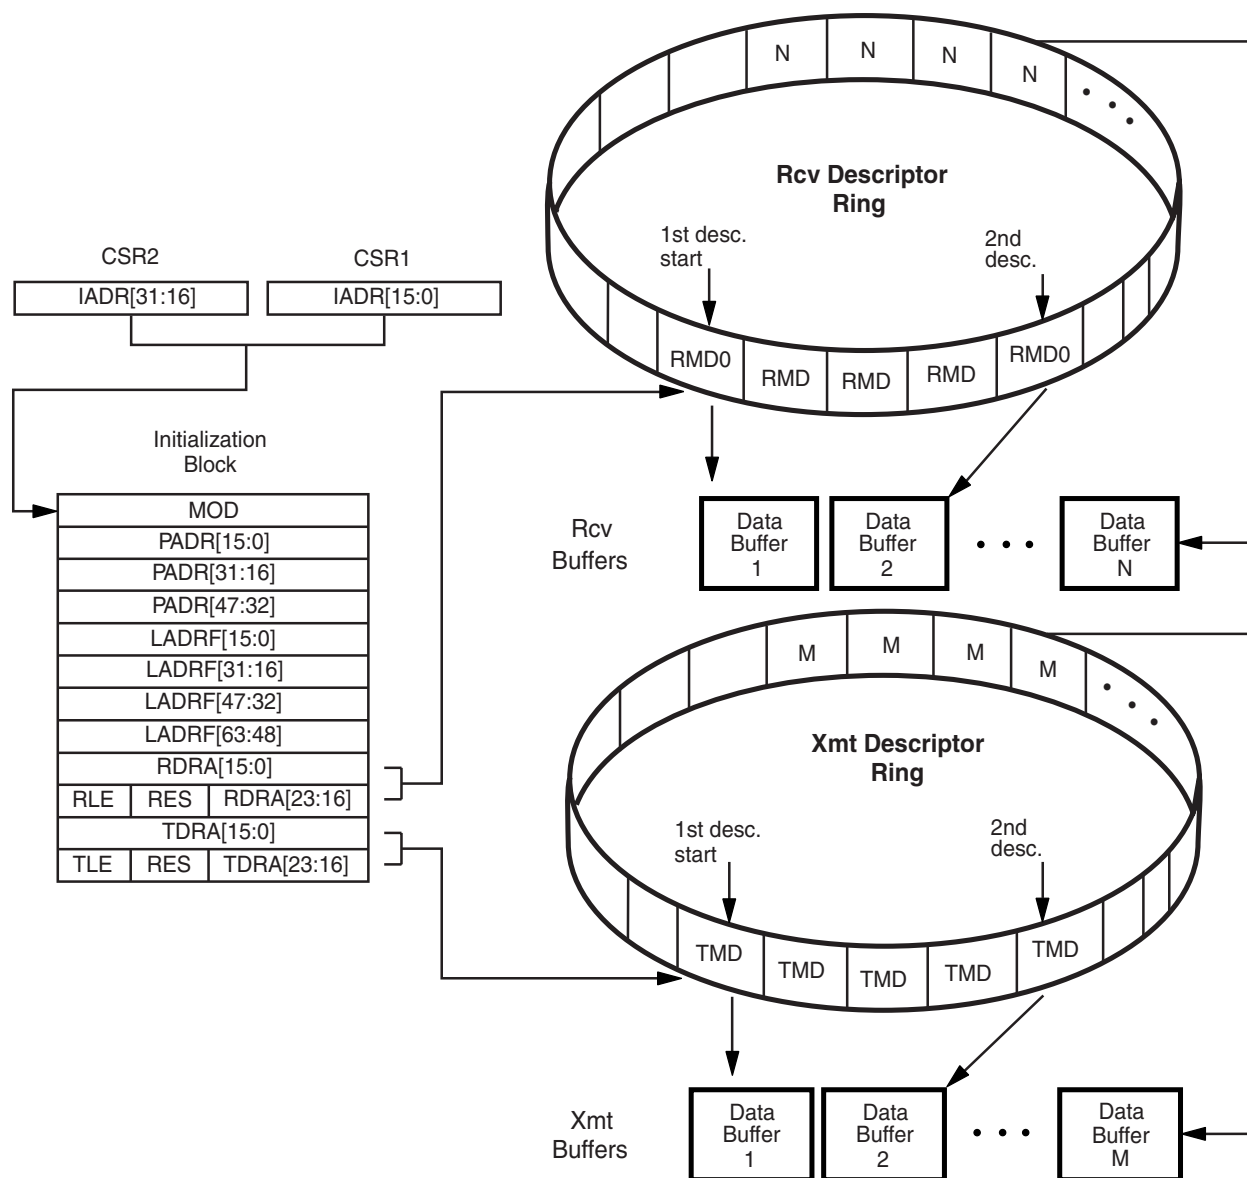 N N N N
Rcv Descriptor
Ring
1st desc.
start
2nd
desc.
CSR2 CSR1
IADR[31:16] IADR[15:0]
RMD0 RMD RMD RMD RMD0
Initialization
Block
MOD
PADR[15:0]
PADR[31:16]
PADR[47:32]
LADRF[15:0]
LADRF[31:16]
LADRF[47:32]
LADRF[63:48]
RDRA[15:0]
RLE RES RDRA[23:16]
TDRA[15:0]
TLE RES TDRA[23:16]
Rcv
Buffers
Data
Buffer
1
Data
Buffer
2
• • •
Data
Buffer
N
M M M M
Xmt Descriptor
Ring
1st desc.
start
2nd
desc.
TMD TMD TMD TMD TMD
Xmt
Buffers
Data
Buffer
1
Data
Buffer
2
• • •
Data
Buffer
M